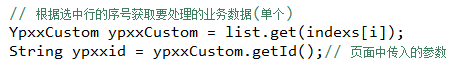 // 根据选中行的序号获取要处理的业务数据(单个)
YpxxCustom ypxxCustom = list.get(indexs[i]);
String ypxxid = ypxxCustom.getId();// 页面中传入的参数